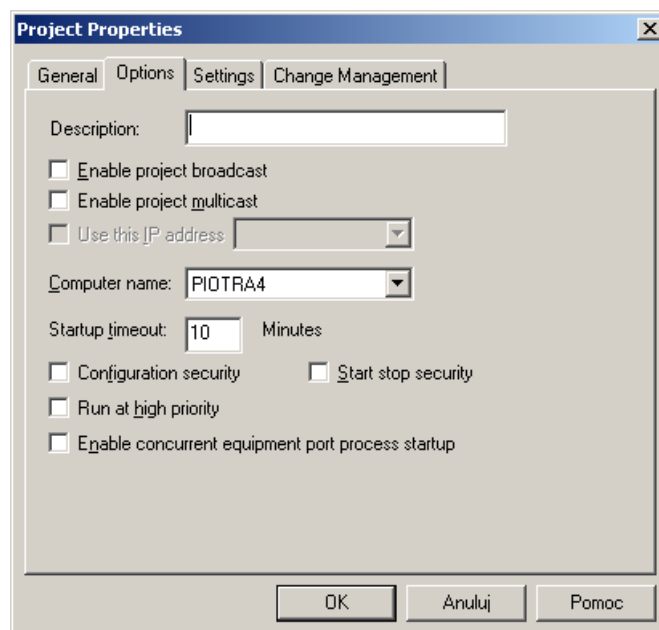 Project Properties
General Options Settings Change Management
Description:
Enable project broadcast
Enable project multicast
Use this IP address
Computer name: PIOTRA4
Startup timeout: 10 Minutes
Configuration security Start stop security
Run at high priority
Enable concurrent equipment port process startup
OK Anuluj Pomoc